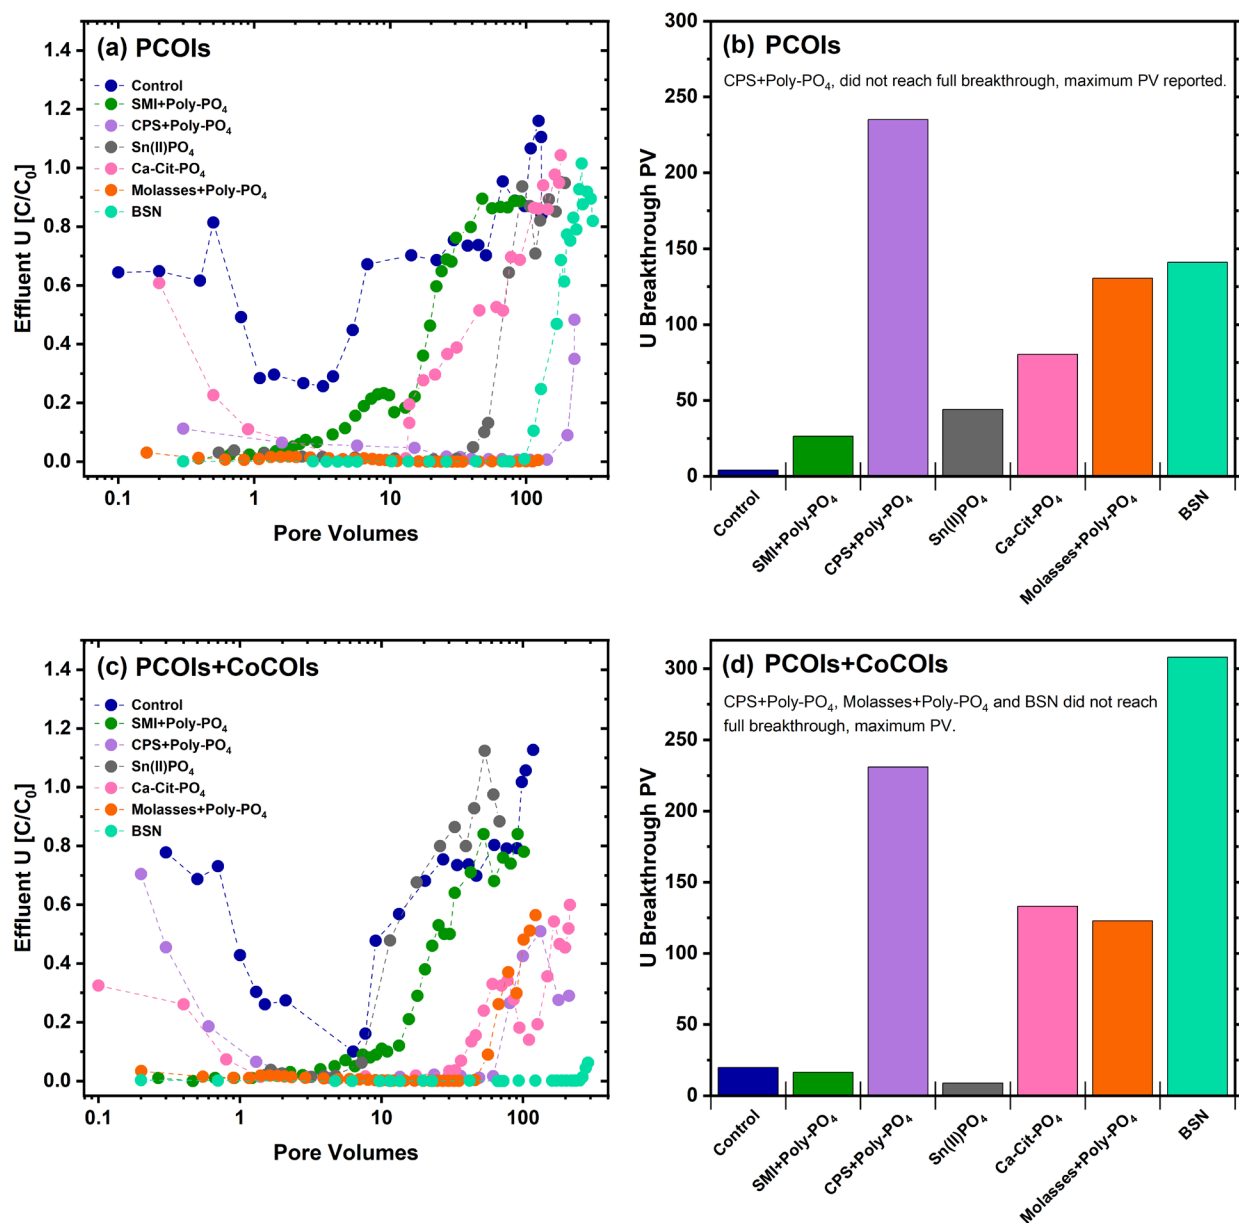 (a) PCOIs
Control
SMI+Poly-PO₄
CPS+Poly-PO₄
Sn(II)PO₄
Ca-Cit-PO₄
Molasses+Poly-PO₄
BSN
Effluent U [C/C₀]
1.4
1.2
1.0
0.8
0.6
0.4
0.2
0.0
0.1
1
10
100
Pore Volumes
(b) PCOIs
CPS+Poly-PO₄, did not reach full breakthrough, maximum PV reported.
U Breakthrough PV
300
250
200
150
100
50
0
Control
SMI+Poly-PO₄
CPS+Poly-PO₄
Sn(II)PO₄
Ca-Cit-PO₄
Molasses+Poly-PO₄
BSN
(c) PCOIs+CoCOIs
Control
SMI+Poly-PO₄
CPS+Poly-PO₄
Sn(II)PO₄
Ca-Cit-PO₄
Molasses+Poly-PO₄
BSN
Effluent U [C/C₀]
1.4
1.2
1.0
0.8
0.6
0.4
0.2
0.0
0.1
1
10
100
Pore Volumes
(d) PCOIs+CoCOIs
CPS+Poly-PO₄, Molasses+Poly-PO₄ and BSN did not reach
full breakthrough, maximum PV.
U Breakthrough PV
300
250
200
150
100
50
0
Control
SMI+Poly-PO₄
CPS+Poly-PO₄
Sn(II)PO₄
Ca-Cit-PO₄
Molasses+Poly-PO₄
BSN